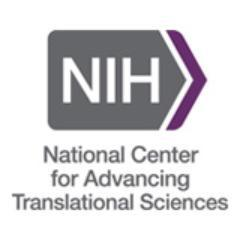 NIH
National Center
for Advancing
Translational Sciences